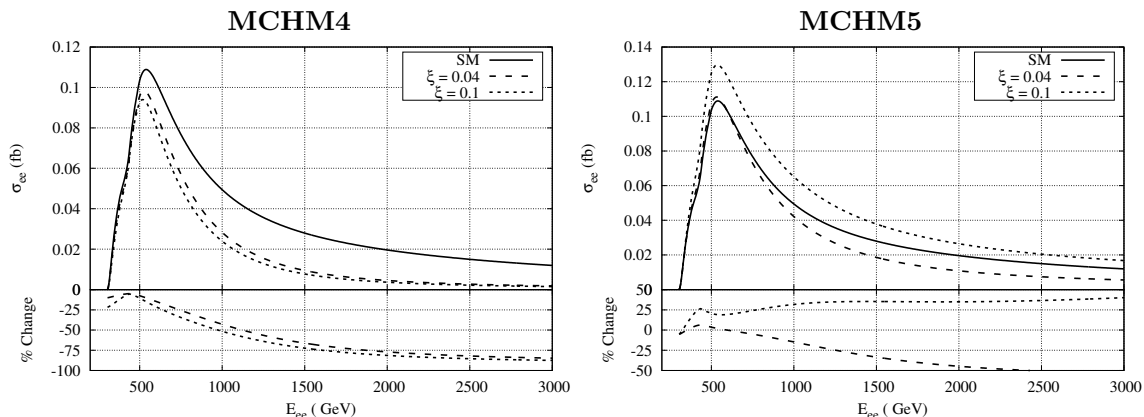 MCHM4
0.12
0.1
0.08
0.06
0.04
0.02
0
σee (fb)
SM
ξ = 0.04
ξ = 0.1
0
-25
-50
-75
-100
% Change
500 1000 1500 2000 2500 3000
Eee ( GeV)
MCHM5
0.14
0.12
0.1
0.08
0.06
0.04
0.02
0
σee (fb)
SM
ξ = 0.04
ξ = 0.1
50
25
0
-25
-50
% Change
500 1000 1500 2000 2500 3000
Eee ( GeV)